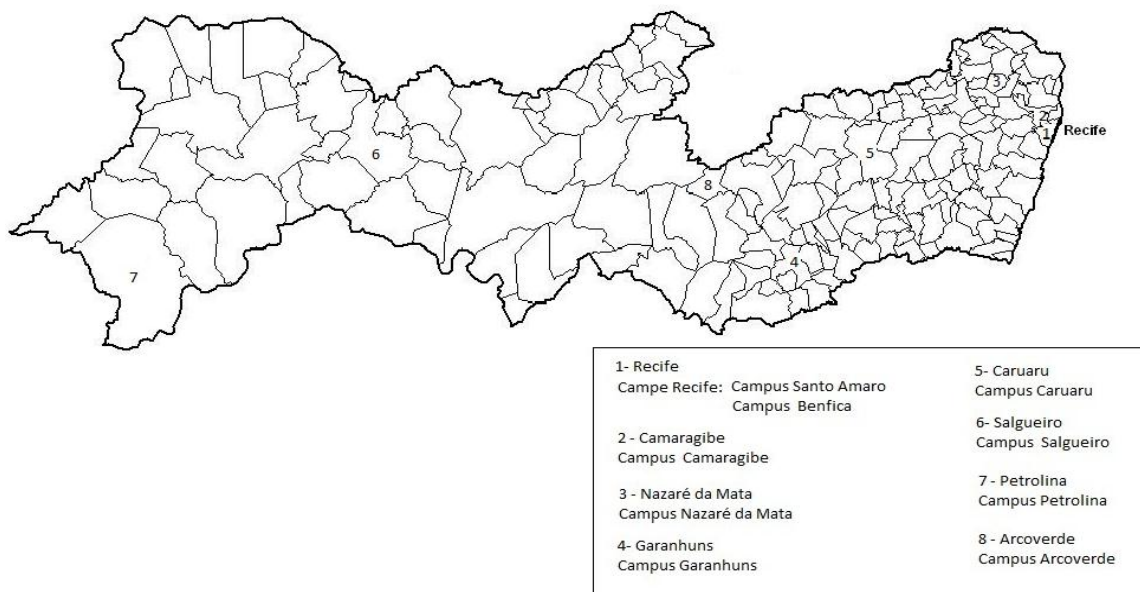 3
2
1 Recife
5
6
8
4
7
1- Recife
Campe Recife: Campus Santo Amaro
Campus Benfica
2 - Camaragibe
Campus Camaragibe
3 - Nazaré da Mata
Campus Nazaré da Mata
4- Garanhuns
Campus Garanhuns
5- Caruaru
Campus Caruaru
6- Salgueiro
Campus Salgueiro
7 - Petrolina
Campus Petrolina
8 - Arcoverde
Campus Arcoverde